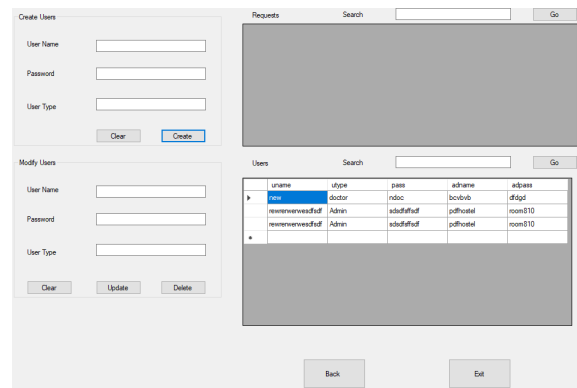 Create Users
User Name
Password
User Type
Clear Create
Modify Users
User Name
Password
User Type
Clear Update Delete
Requests Search Go
Users Search Go
uname utype pass adname adpass
new doctor ndoc bcvbvb dfdgd
rewrerwerwesdfsdf Admin sdsdfsffsdf pdfhostel room810
rewrerwerwesdfsdf Admin sdsdfsffsdf pdfhostel room810
Back Exit